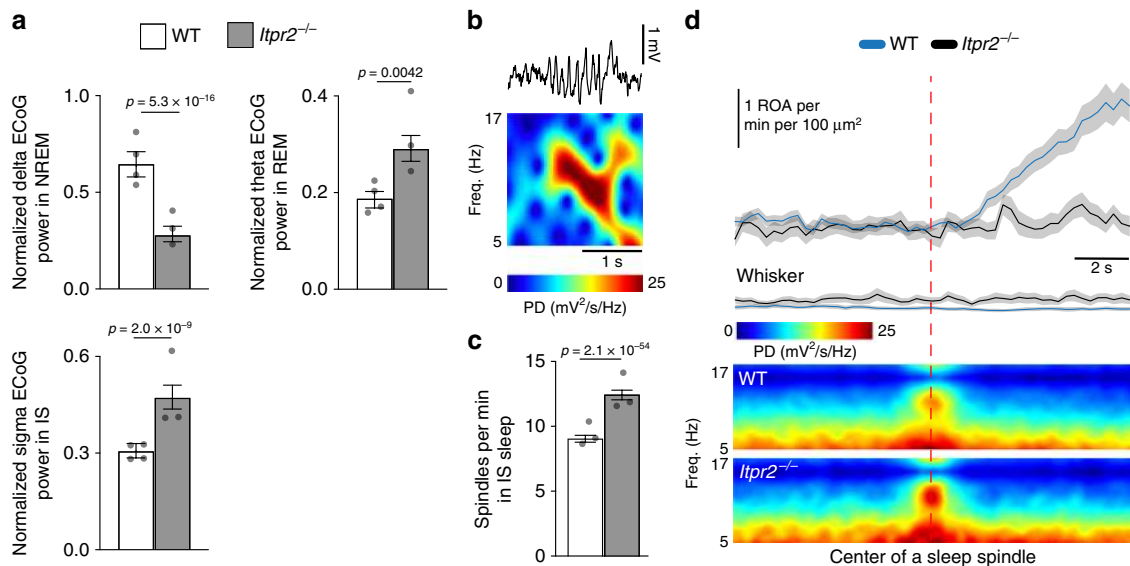 a
WT
Itpr2–/–
Normalized delta ECoG
power in NREM
1.0
0.5
0.0
p = 5.3 × 10–16
Normalized theta ECoG
power in REM
0.4
0.2
0.0
p = 0.0042
Normalized sigma ECoG
power in IS
0.6
0.3
0.0
p = 2.0 × 10–9
b
1 mV
17
Freq. (Hz)
5
1 s
0
25
PD (mV2/s/Hz)
c
Spindles per min
in IS sleep
15
10
5
0
p = 2.1 × 10–54
d
WT
Itpr2–/–
1 ROA per
min per 100 μm2
2 s
Whisker
0
25
PD (mV2/s/Hz)
17
WT
5
Freq. (Hz)
17
Itpr2–/–
5
Center of a sleep spindle